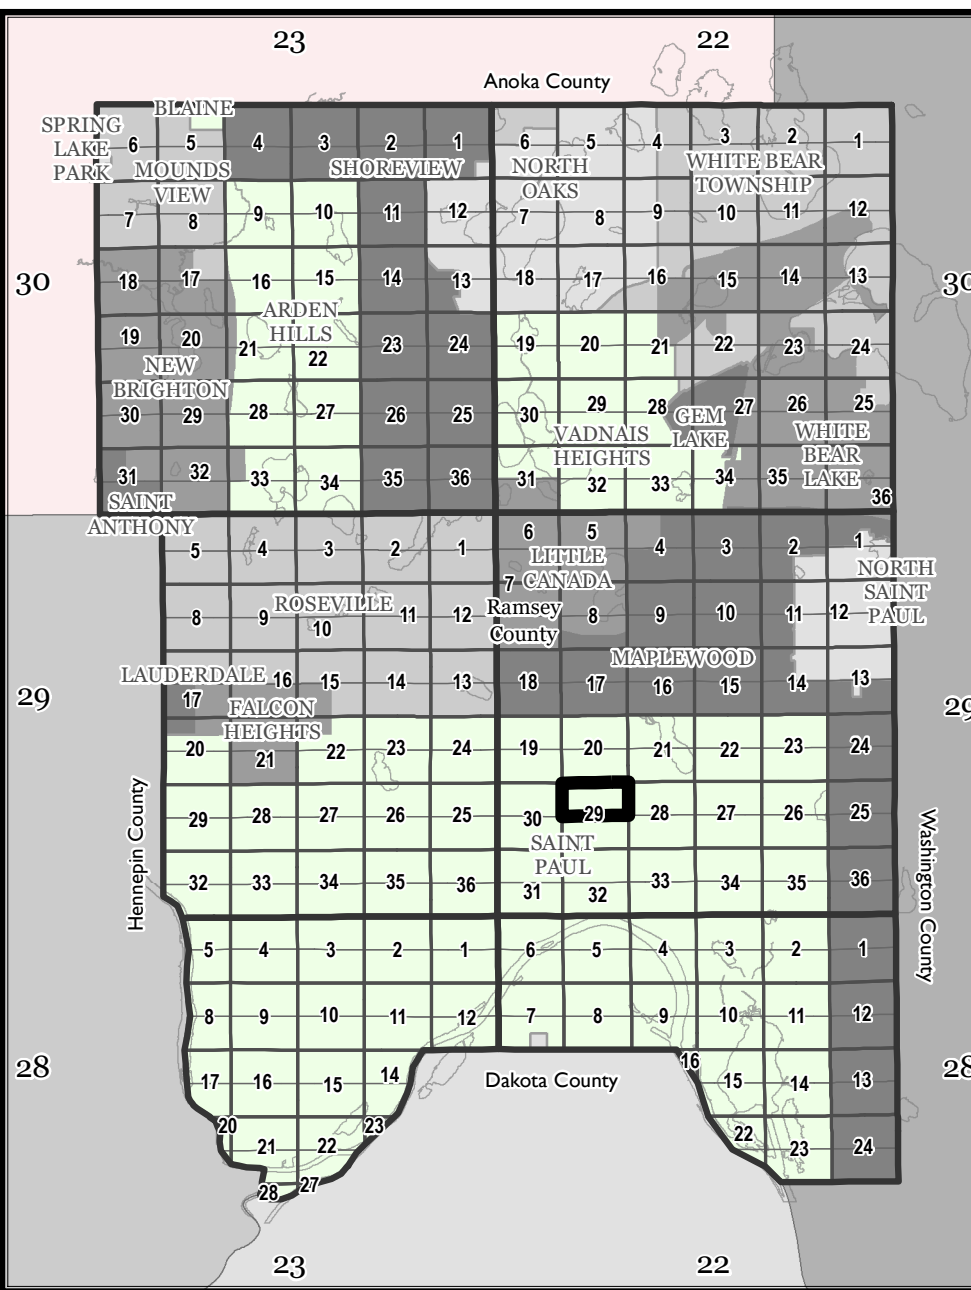 23 22
Anoka County
BLAINE
SPRING
LAKE
PARK
6 5 4 3 2 1 6 5 4 3 2 1
MOUNDS
VIEW
SHOREVIEW
NORTH
OAKS
WHITE BEAR
TOWNSHIP
7 8 9 10 11 12 7 8 9 10 11 12
30 18 17 16 15 14 13 18 17 16 15 14 13 30
ARDEN
HILLS
19 20 21 22 23 24 19 20 21 22 23 24
NEW
BRIGHTON
30 29 28 27 26 25 30 29 28 27 26 25
GEM
LAKE
VADNAIS
HEIGHTS
WHITE
BEAR
LAKE
31 32 33 34 35 36 31 32 33 34 35 36
SAINT
ANTHONY
5 4 3 2 1 6 5 4 3 2 1
LITTLE
CANADA
NORTH
SAINT
PAUL
8 9 10 11 12 7 8 9 10 11 12
ROSEVILLE
Ramsey
County
MAPLEWOOD
LAUDERDALE
29 17 16 15 14 13 18 17 16 15 14 13 29
FALCON
HEIGHTS
20 21 22 23 24 19 20 21 22 23 24
Hennepin County
29 28 27 26 25 30 29 28 27 26 25
Washington County
SAINT
PAUL
32 33 34 35 36 31 32 33 34 35 36
5 4 3 2 1 6 5 4 3 2 1
8 9 10 11 12 7 8 9 10 11 12
28 17 16 15 14 16 15 14 13 28
Dakota County
20 21 22 23 22 23 24
28 27
23 22